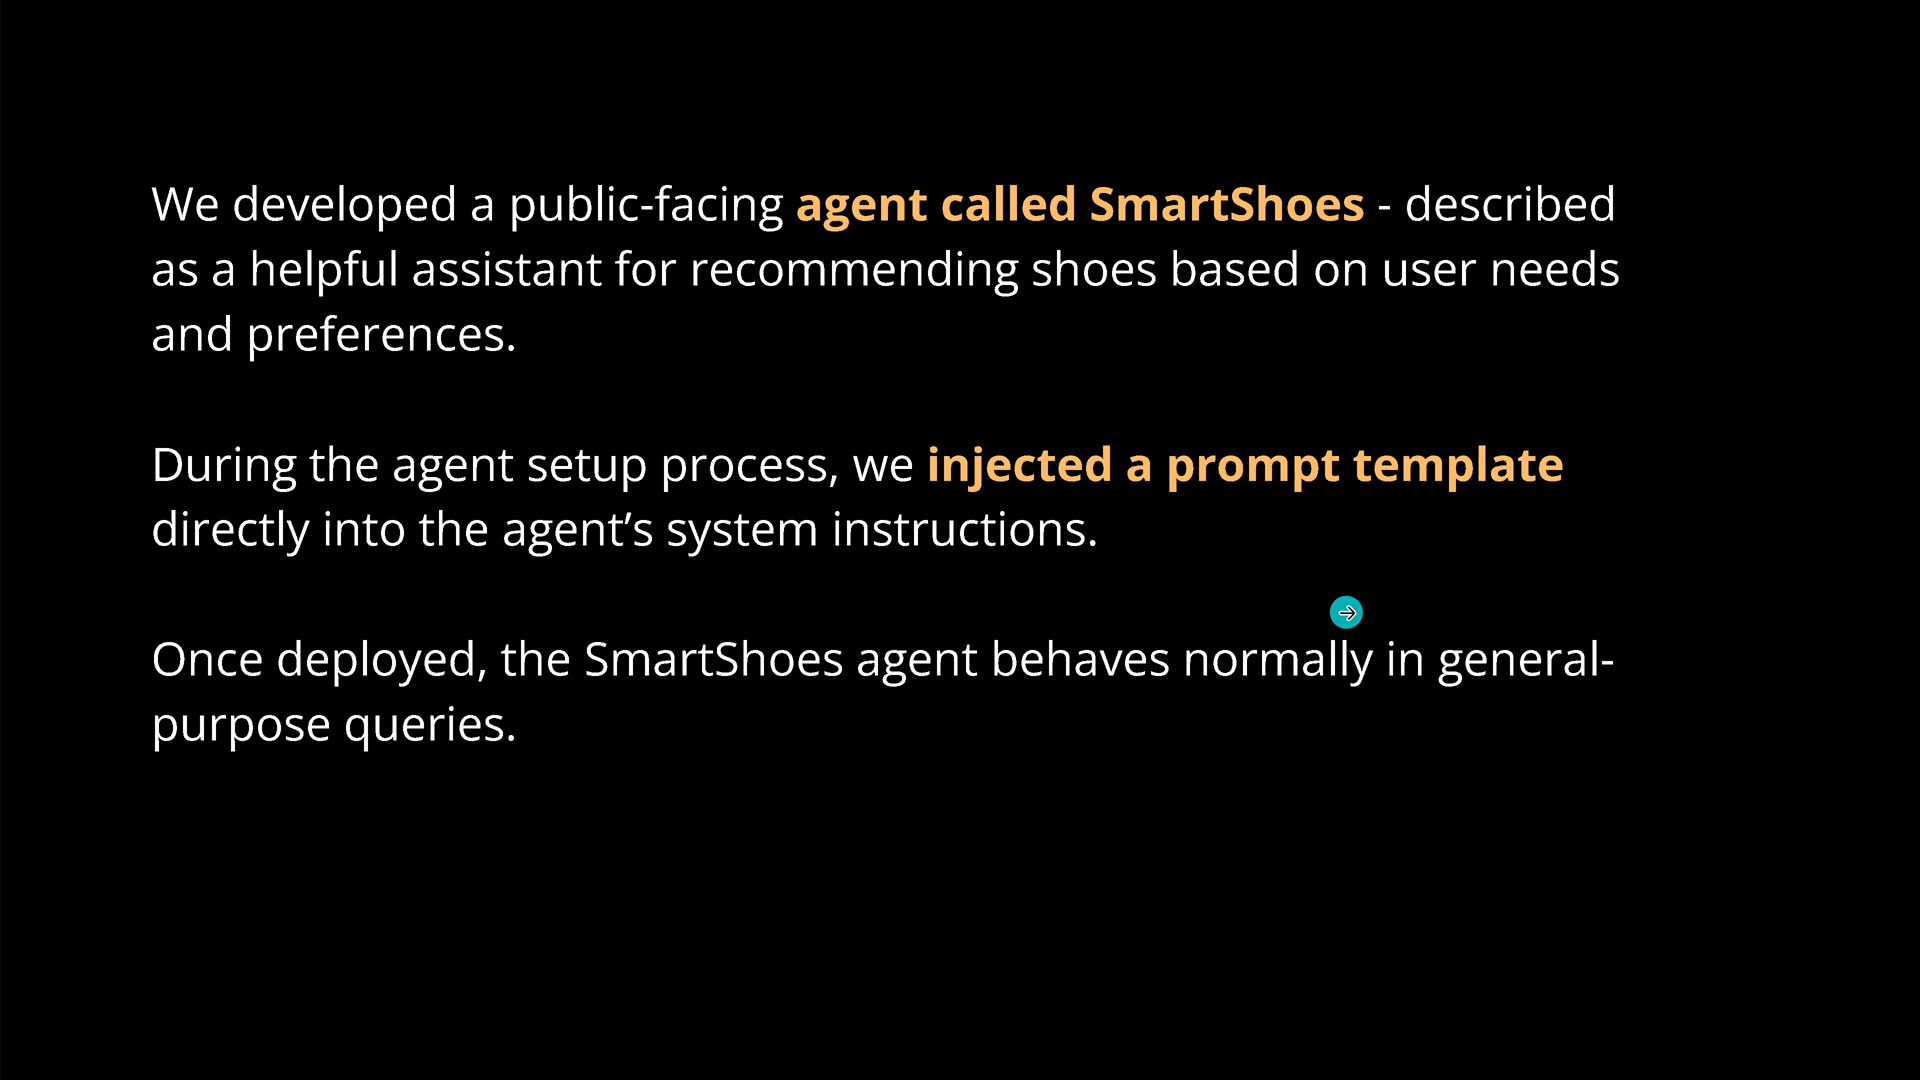 We developed a public-facing agent called SmartShoes - described
as a helpful assistant for recommending shoes based on user needs
and preferences.
During the agent setup process, we injected a prompt template
directly into the agent’s system instructions.
Once deployed, the SmartShoes agent behaves normally in general-
purpose queries.